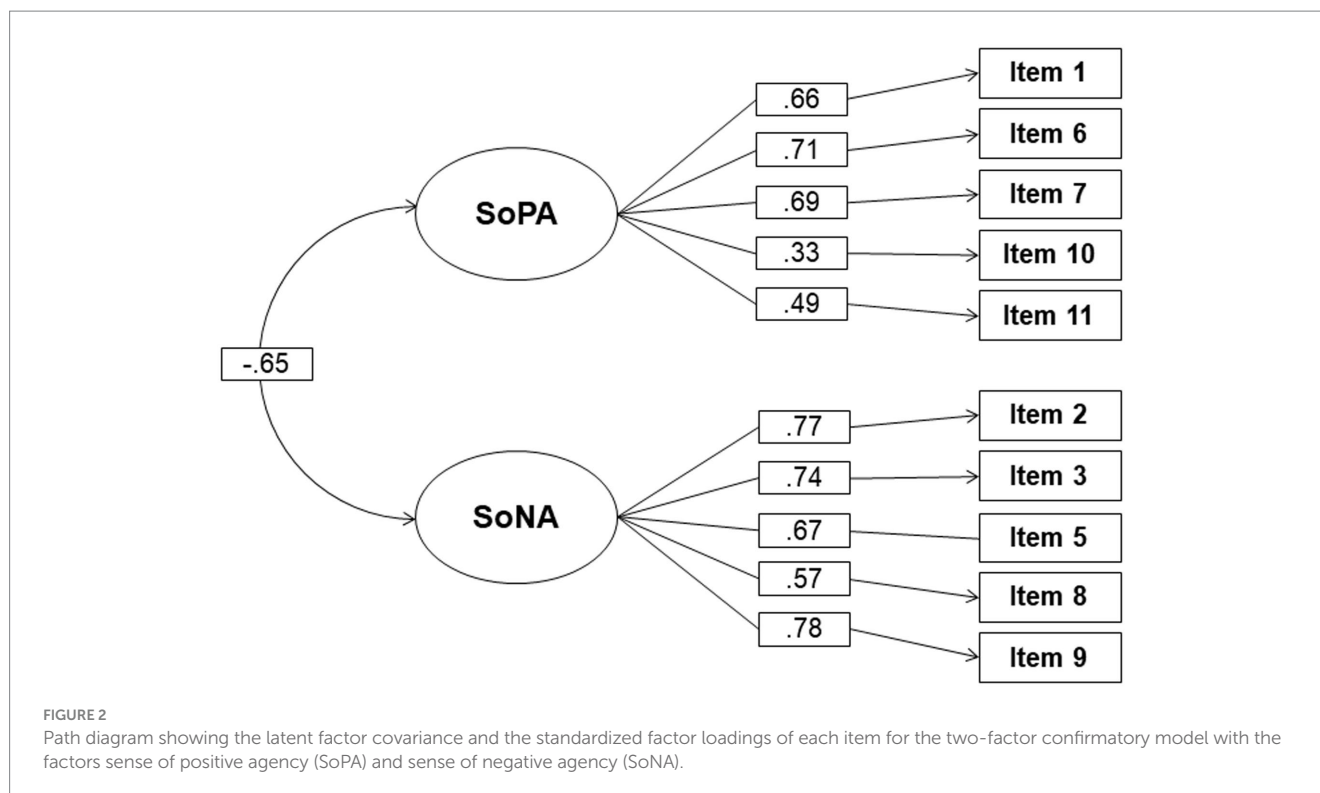 .66
Item 1
.71
Item 6
SoPA
.69
Item 7
.33
Item 10
.49
Item 11
-.65
.77
Item 2
.74
Item 3
SoNA
.67
Item 5
.57
Item 8
.78
Item 9
FIGURE 2
Path diagram showing the latent factor covariance and the standardized factor loadings of each item for the two-factor confirmatory model with the
factors sense of positive agency (SoPA) and sense of negative agency (SoNA).